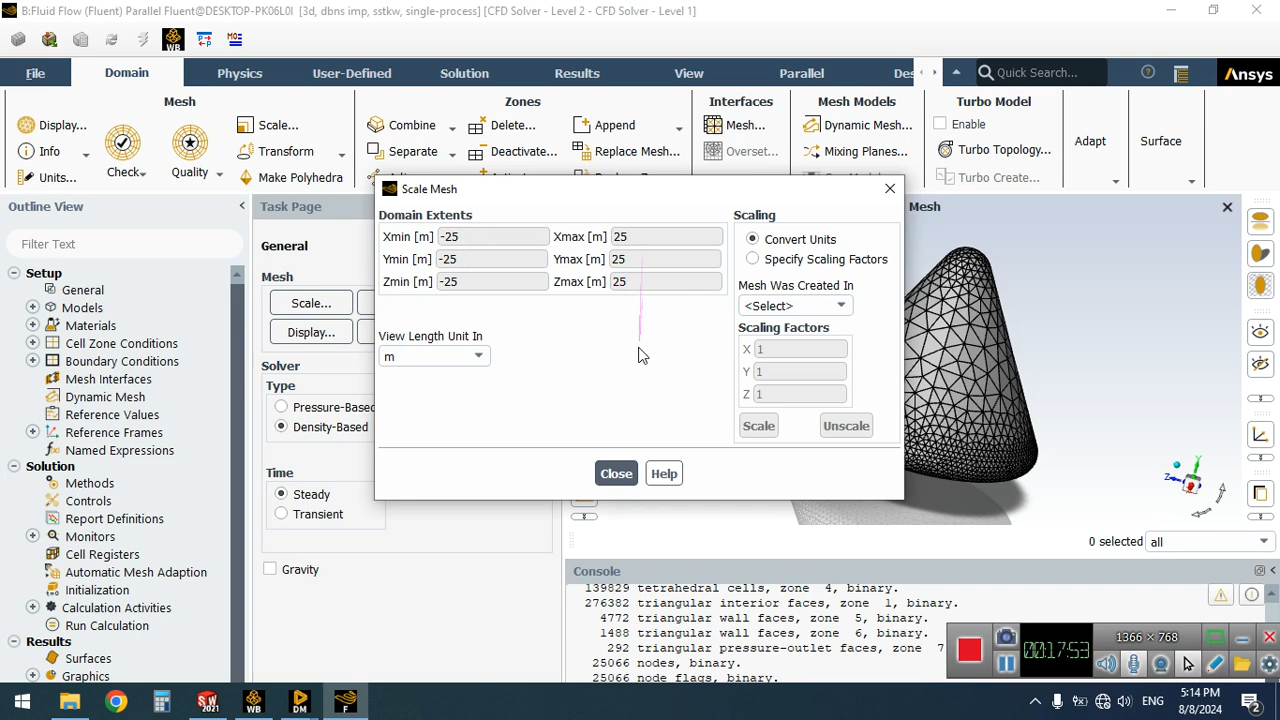 B:Fluid Flow (Fluent) Parallel Fluent@DESKTOP-PK06L0I [3d, dbns imp, sstkw, single-process] [CFD Solver - Level 2 - CFD Solver - Level 1]
WB
File Domain Physics User-Defined Solution Results View Parallel Des Quick Search... Ansys
Mesh Zones Interfaces Mesh Models Turbo Model
Display... Scale... Combine Delete... Append Mesh... Dynamic Mesh... Enable
Info Check Quality Transform Separate Deactivate... Replace Mesh... Overset... Mixing Planes... Turbo Topology... Adapt Surface
Units... Make Polyhedra Turbo Create...
Outline View
Filter Text
Setup
General
Models
Materials
Cell Zone Conditions
Boundary Conditions
Mesh Interfaces
Dynamic Mesh
Reference Values
Reference Frames
Named Expressions
Solution
Methods
Controls
Report Definitions
Monitors
Cell Registers
Automatic Mesh Adaption
Initialization
Calculation Activities
Run Calculation
Results
Surfaces
Graphics
Task Page
General
Mesh
Scale...
Display...
Solver
Type
Pressure-Based
Density-Based
Time
Steady
Transient
Gravity
Scale Mesh
Domain Extents
Xmin [m] -25 Xmax [m] 25
Ymin [m] -25 Ymax [m] 25
Zmin [m] -25 Zmax [m] 25
View Length Unit In
m
Scaling
Convert Units
Specify Scaling Factors
Mesh Was Created In
<Select>
Scaling Factors
X 1
Y 1
Z 1
Scale Unscale
Close Help
Mesh
Y
Z
0 selected all
Console
139829 tetrahedral cells, zone 4, binary.
276382 triangular interior faces, zone 1, binary.
4772 triangular wall faces, zone 5, binary.
1488 triangular wall faces, zone 6, binary.
292 triangular pressure-outlet faces, zone 7
25066 nodes, binary.
25066 node flags, binary.
00:17:53
1366 × 768
SW 2021 WB DM F
ENG
5:14 PM
8/8/2024
2